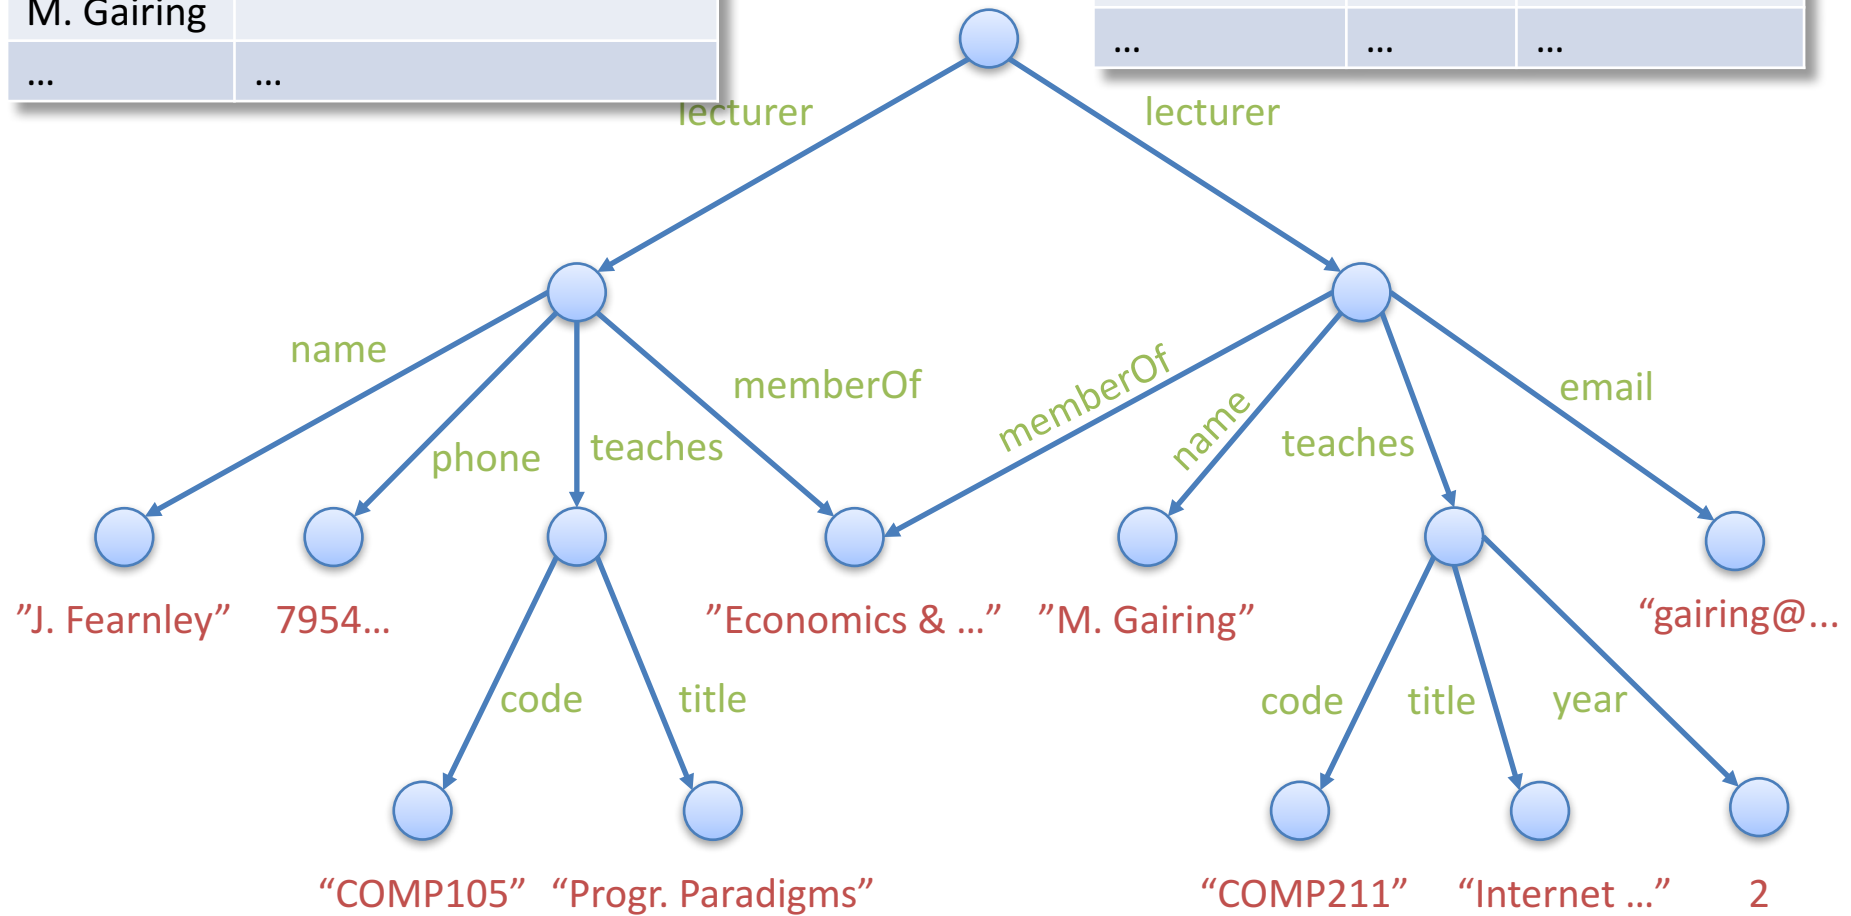 M. Gairing
... ...
... ... ...
lecturer lecturer
name memberOf memberOf name teaches email
phone teaches
”J. Fearnley” 7954... ”Economics & ...” ”M. Gairing” “gairing@...
code title code title year
“COMP105” “Progr. Paradigms” “COMP211” “Internet ...” 2